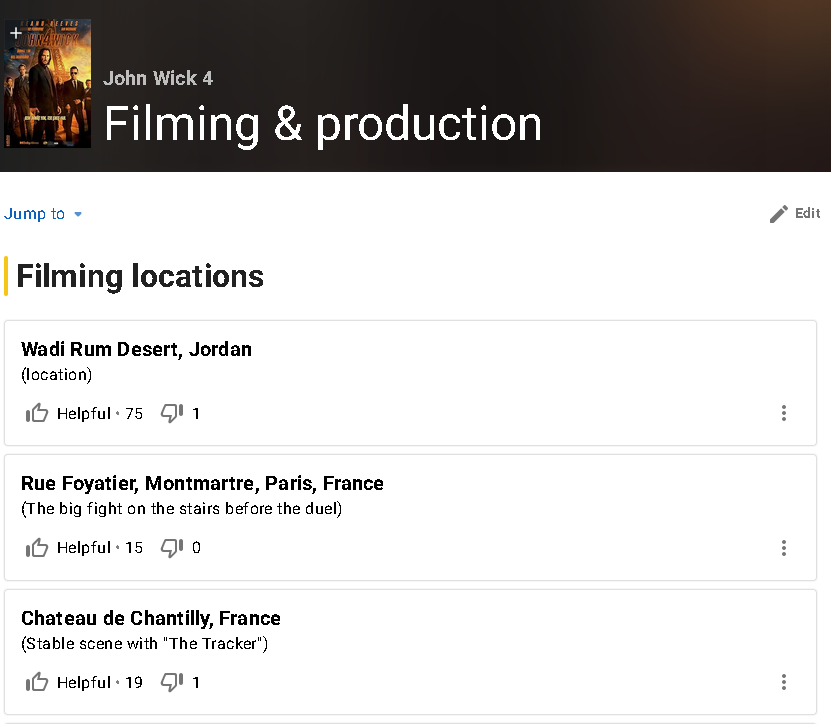 KEANU REEVES
John Wick 4
Filming & production
Jump to
Edit
Filming locations
Wadi Rum Desert, Jordan
(location)
Helpful • 75 1
Rue Foyatier, Montmartre, Paris, France
(The big fight on the stairs before the duel)
Helpful • 15 0
Chateau de Chantilly, France
(Stable scene with "The Tracker")
Helpful • 19 1